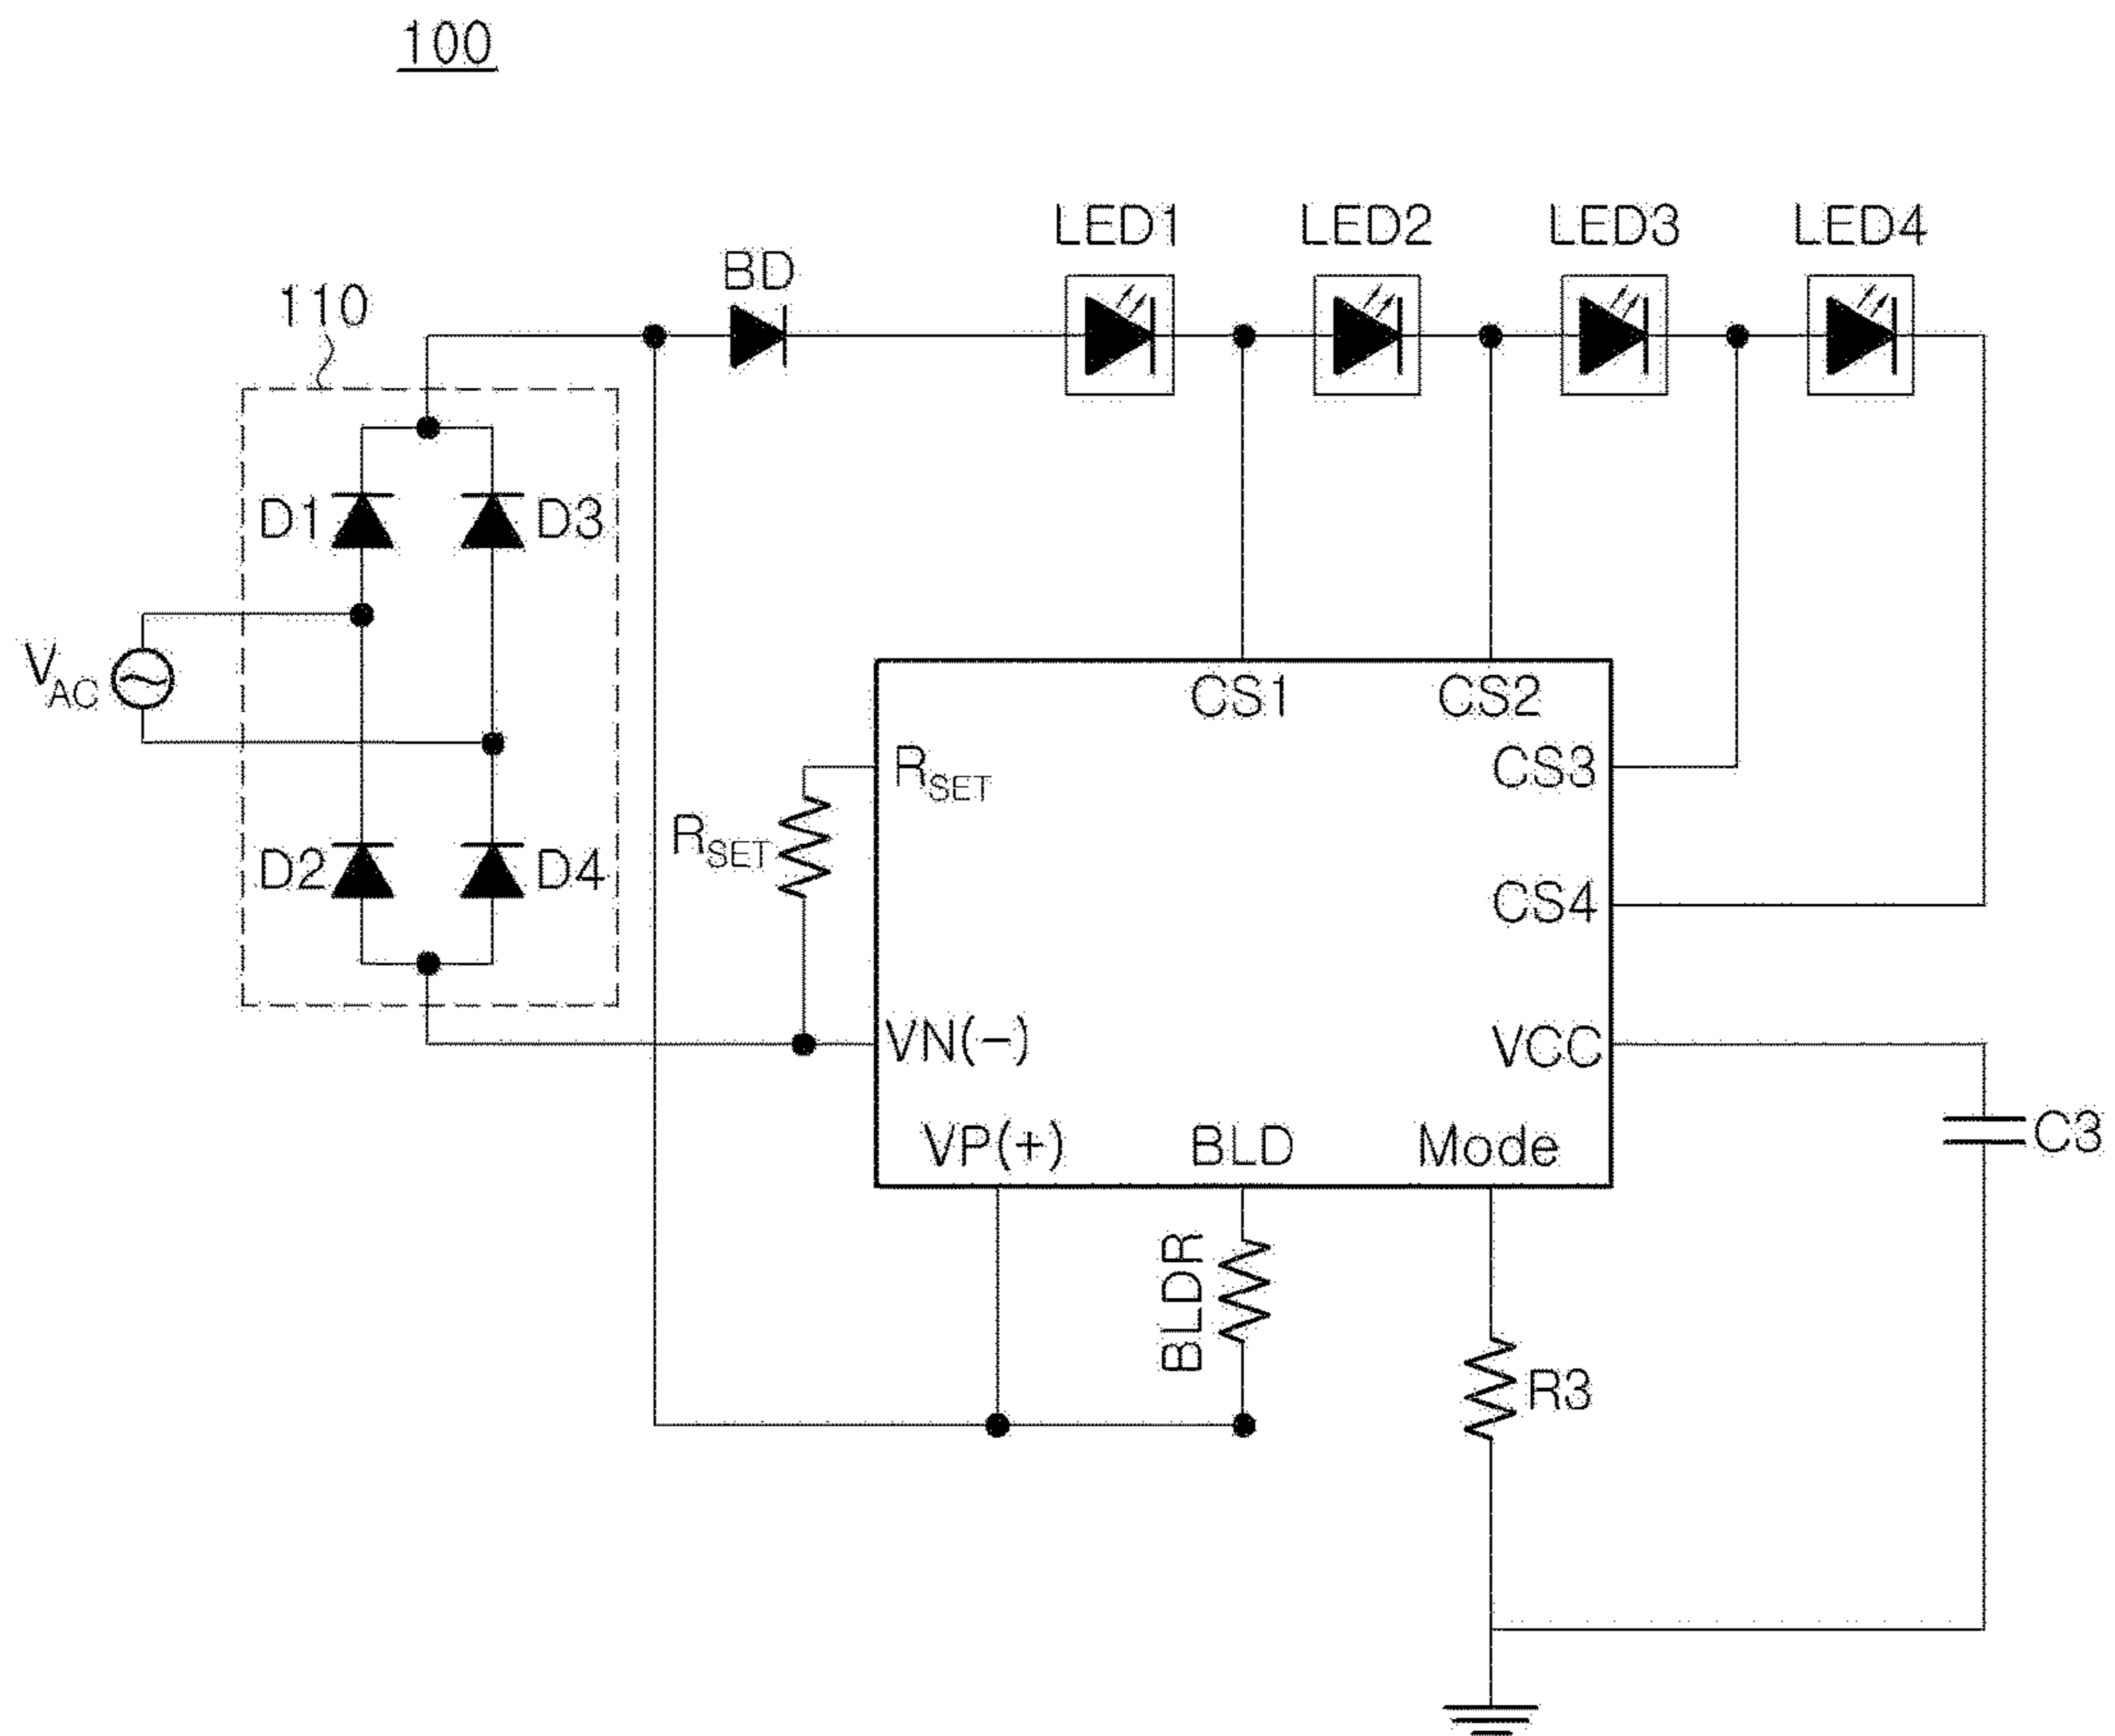 100
LED1 LED2 LED3 LED4
BD
110
D1 D3
VAC
CS1 CS2
RSET CS3
RSET
D2 D4 CS4
VN(-) VCC
VP(+) BLD Mode C3
BLDR
R3